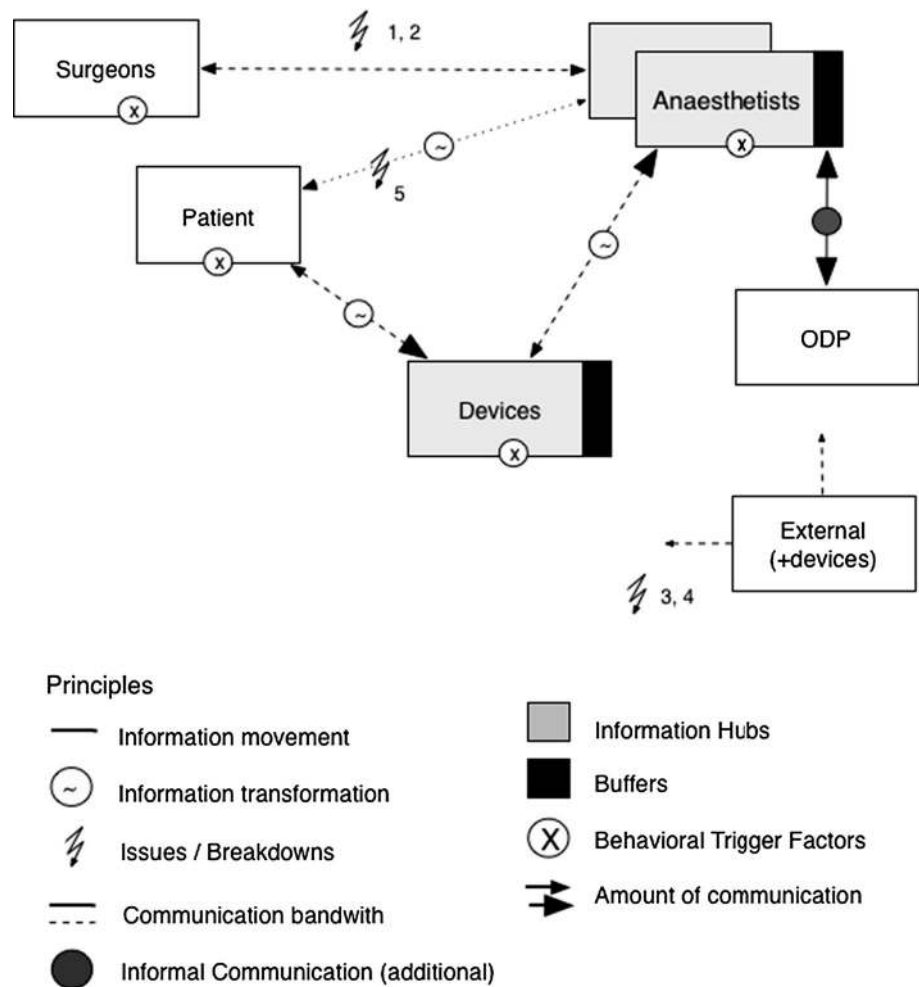 1, 2
Surgeons
X
Anaesthetists
X
~
5
Patient
X
~
~
ODP
Devices
X
External
(+devices)
3, 4
Principles
Information movement
~ Information transformation
Issues / Breakdowns
Communication bandwith
Informal Communication (additional)
Information Hubs
Buffers
X Behavioral Trigger Factors
Amount of communication